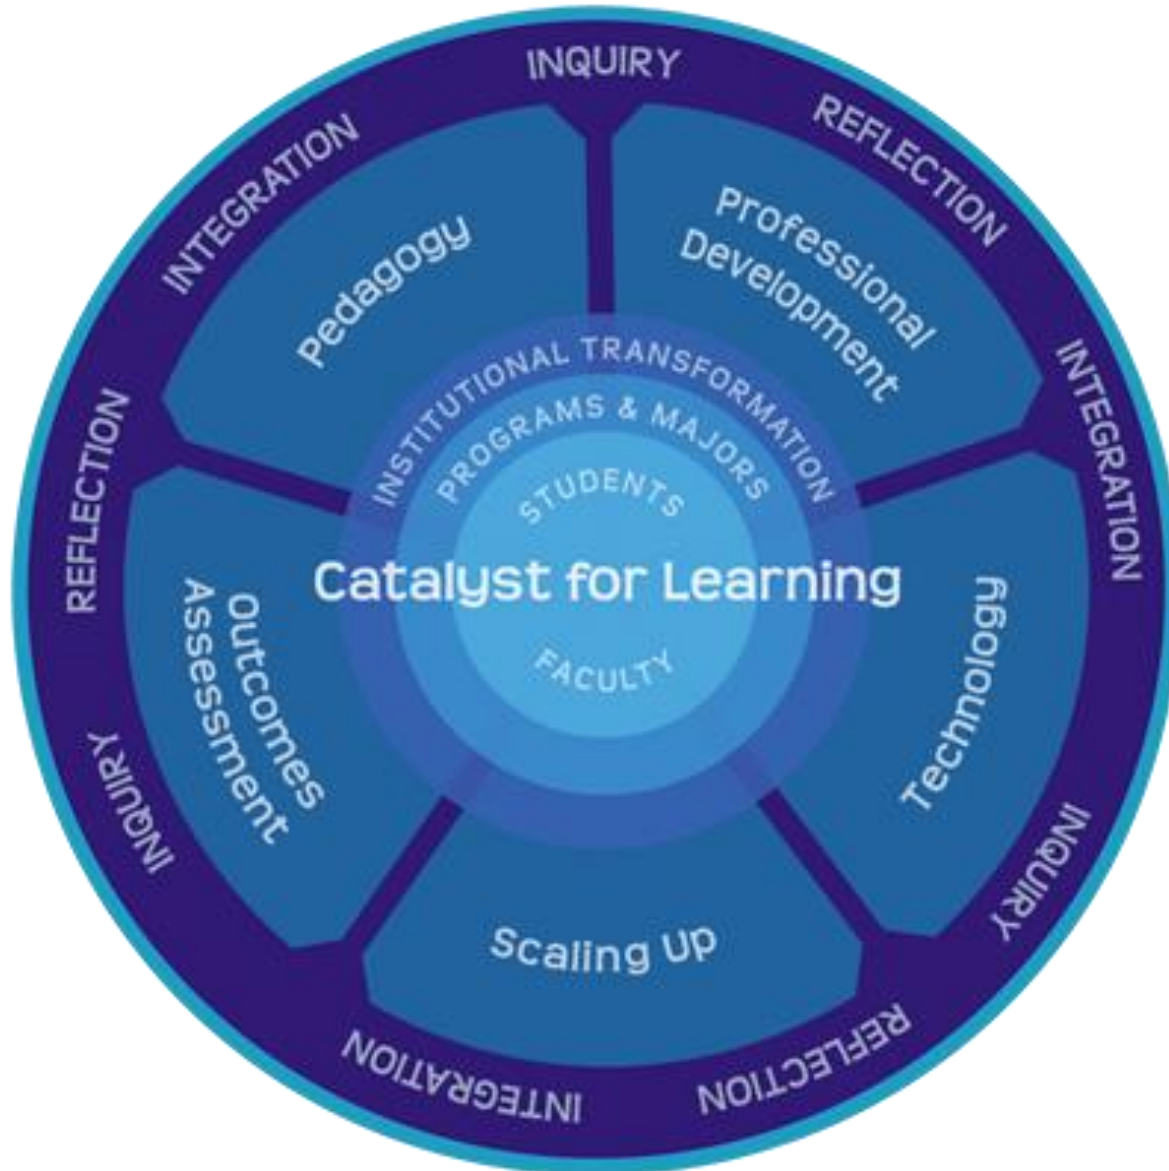 INQUIRY
REFLECTION
INTEGRATION
INQUIRY
REFLECTION
INTEGRATION
INQUIRY
REFLECTION
INTEGRATION
Pedagogy
Professional
Development
Technology
Scaling Up
Outcomes
Assessment
INSTITUTIONAL TRANSFORMATION
PROGRAMS & MAJORS
STUDENTS
Catalyst for Learning
FACULTY